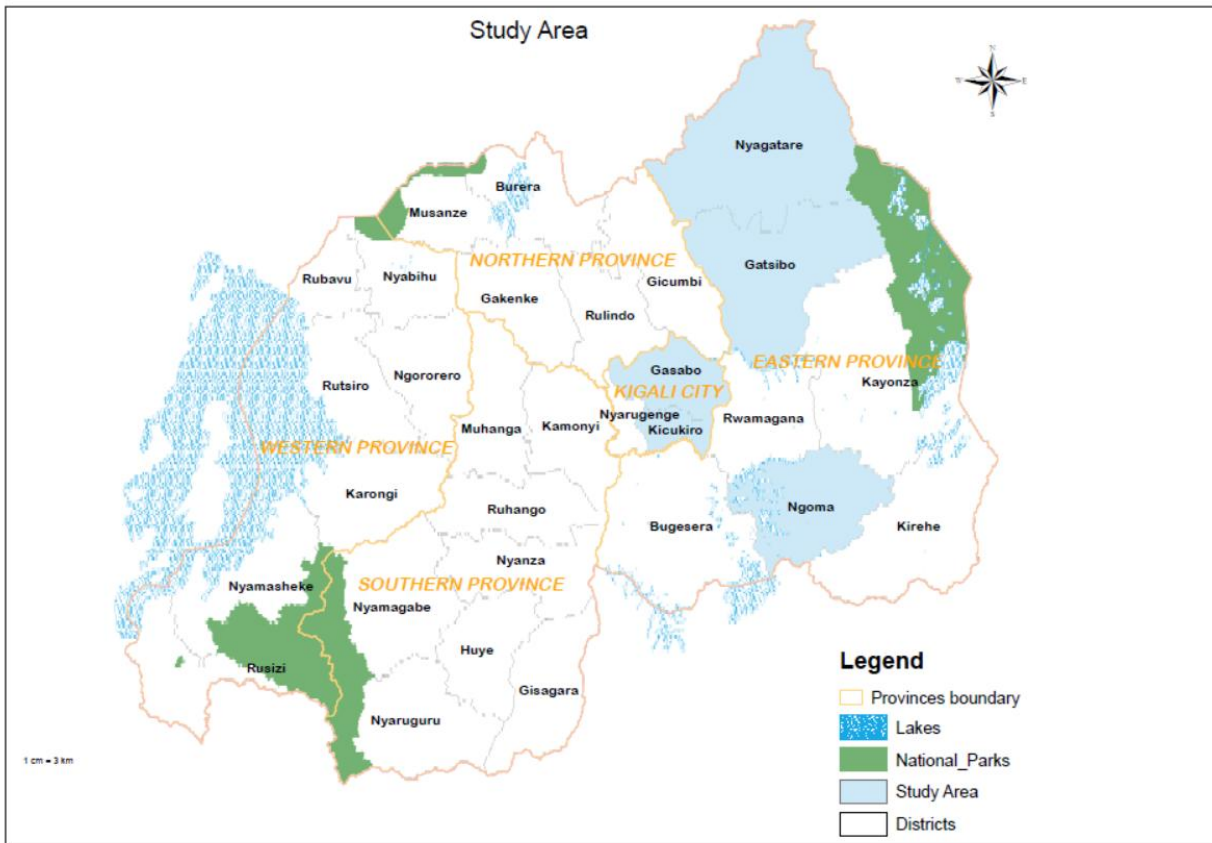 Study Area
N
W
E
S
Nyagatare
Burera
Musanze
NORTHERN PROVINCE
Gatsibo
Rubavu
Nyabihu
Gicumbi
Gakenke
Rulindo
EASTERN PROVINCE
Gasabo
Kayonza
Rutsiro
Ngororero
KIGALI CITY
Nyarugenge
Rwamagana
Kicukiro
Muhanga
Kamonyi
WESTERN PROVINCE
Karongi
Ruhango
Ngoma
Bugesera
Kirehe
Nyanza
Nyamasheke
SOUTHERN PROVINCE
Nyamagabe
Huye
Rusizi
Gisagara
Nyaruguru
1 cm = 3 km
Legend
Provinces boundary
Lakes
National_Parks
Study Area
Districts